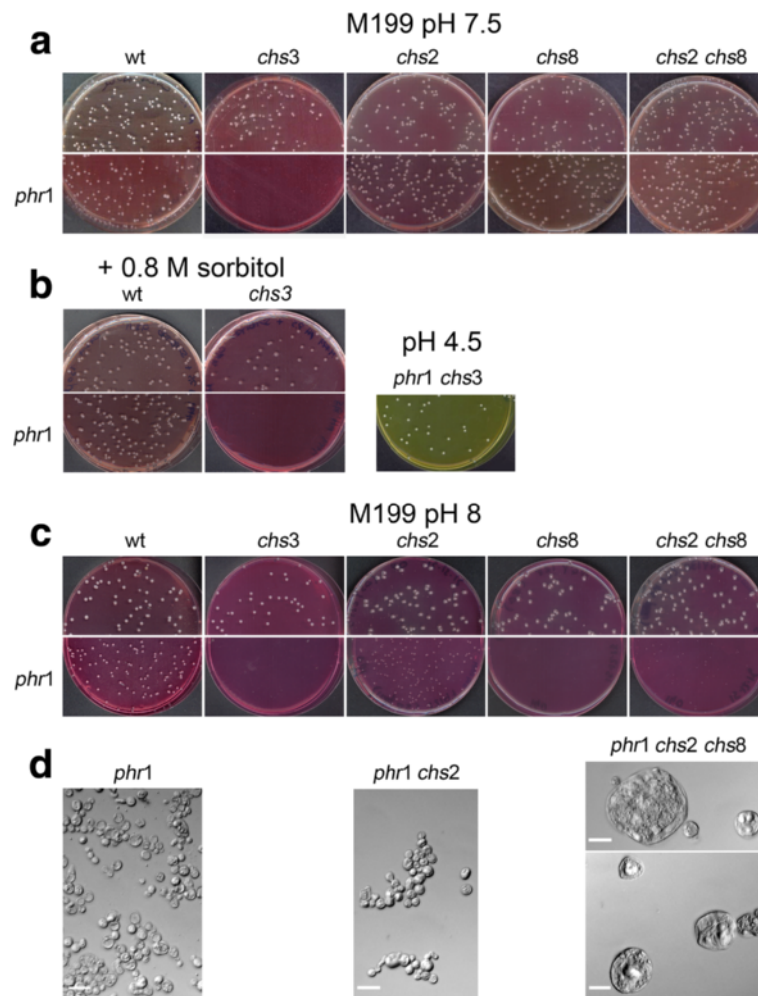 M199 pH 7.5
a
wt chs3 chs2 chs8 chs2 chs8
phr1
+ 0.8 M sorbitol
b
wt chs3
pH 4.5
phr1 chs3
phr1
M199 pH 8
c
wt chs3 chs2 chs8 chs2 chs8
phr1
d
phr1 phr1 chs2 phr1 chs2 chs8